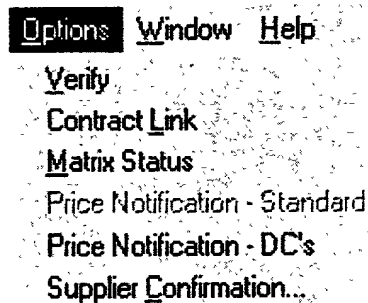 Options Window Help
Verify
Contract Link
Matrix Status
Price Notification - Standard
Price Notification - DC's
Supplier Confirmation...